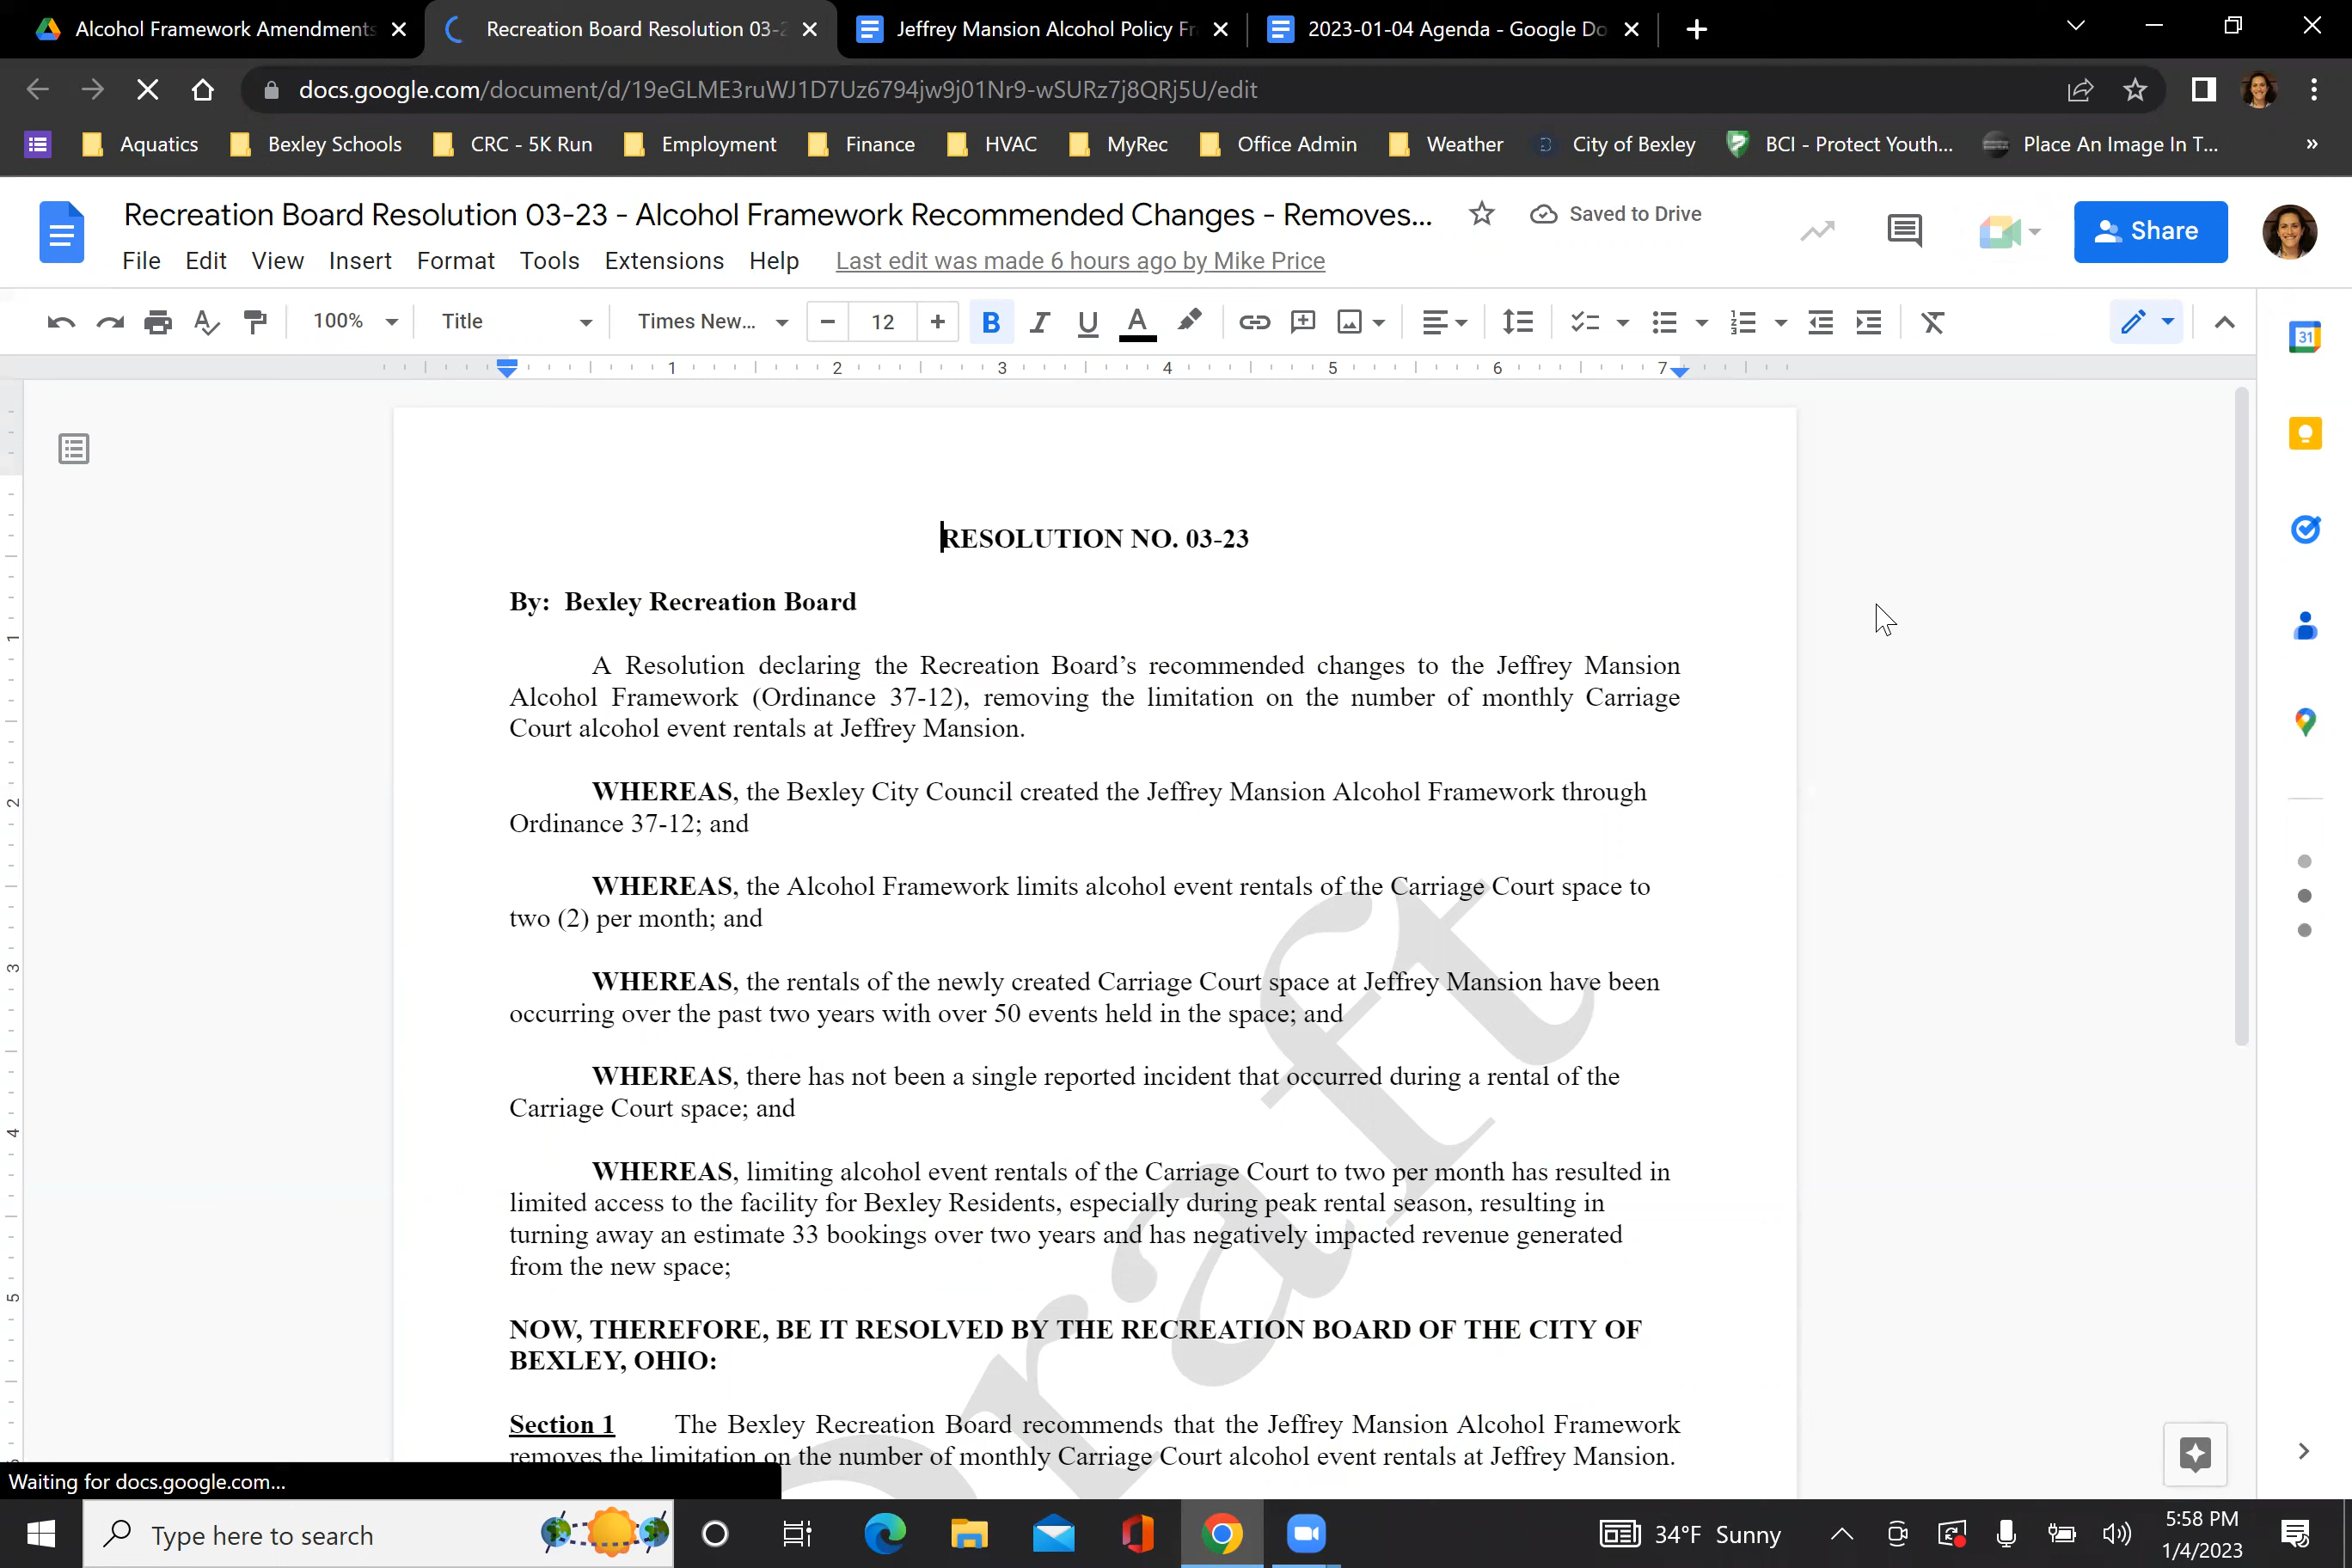 Alcohol Framework Amendments
Recreation Board Resolution 03-2
Jeffrey Mansion Alcohol Policy Fr
2023-01-04 Agenda - Google Do
docs.google.com/document/d/19eGLME3ruWJ1D7Uz6794jw9j01Nr9-wSURz7j8QRj5U/edit
Aquatics Bexley Schools CRC - 5K Run Employment Finance HVAC MyRec Office Admin Weather City of Bexley BCI - Protect Youth... Place An Image In T... »
Recreation Board Resolution 03-23 - Alcohol Framework Recommended Changes - Removes... Saved to Drive
Share
File Edit View Insert Format Tools Extensions Help Last edit was made 6 hours ago by Mike Price
100% Title Times New... − 12 + B I U A
1 2 3 4 5 6 7
31
RESOLUTION NO. 03-23
By: Bexley Recreation Board
A Resolution declaring the Recreation Board’s recommended changes to the Jeffrey Mansion
Alcohol Framework (Ordinance 37-12), removing the limitation on the number of monthly Carriage
Court alcohol event rentals at Jeffrey Mansion.
WHEREAS, the Bexley City Council created the Jeffrey Mansion Alcohol Framework through
Ordinance 37-12; and
WHEREAS, the Alcohol Framework limits alcohol event rentals of the Carriage Court space to
two (2) per month; and
WHEREAS, the rentals of the newly created Carriage Court space at Jeffrey Mansion have been
occurring over the past two years with over 50 events held in the space; and
WHEREAS, there has not been a single reported incident that occurred during a rental of the
Carriage Court space; and
WHEREAS, limiting alcohol event rentals of the Carriage Court to two per month has resulted in
limited access to the facility for Bexley Residents, especially during peak rental season, resulting in
turning away an estimate 33 bookings over two years and has negatively impacted revenue generated
from the new space;
NOW, THEREFORE, BE IT RESOLVED BY THE RECREATION BOARD OF THE CITY OF
BEXLEY, OHIO:
Section 1 The Bexley Recreation Board recommends that the Jeffrey Mansion Alcohol Framework
removes the limitation on the number of monthly Carriage Court alcohol event rentals at Jeffrey Mansion.
Draft
1
2
3
4
5
Waiting for docs.google.com...
Type here to search
34°F Sunny
5:58 PM
1/4/2023